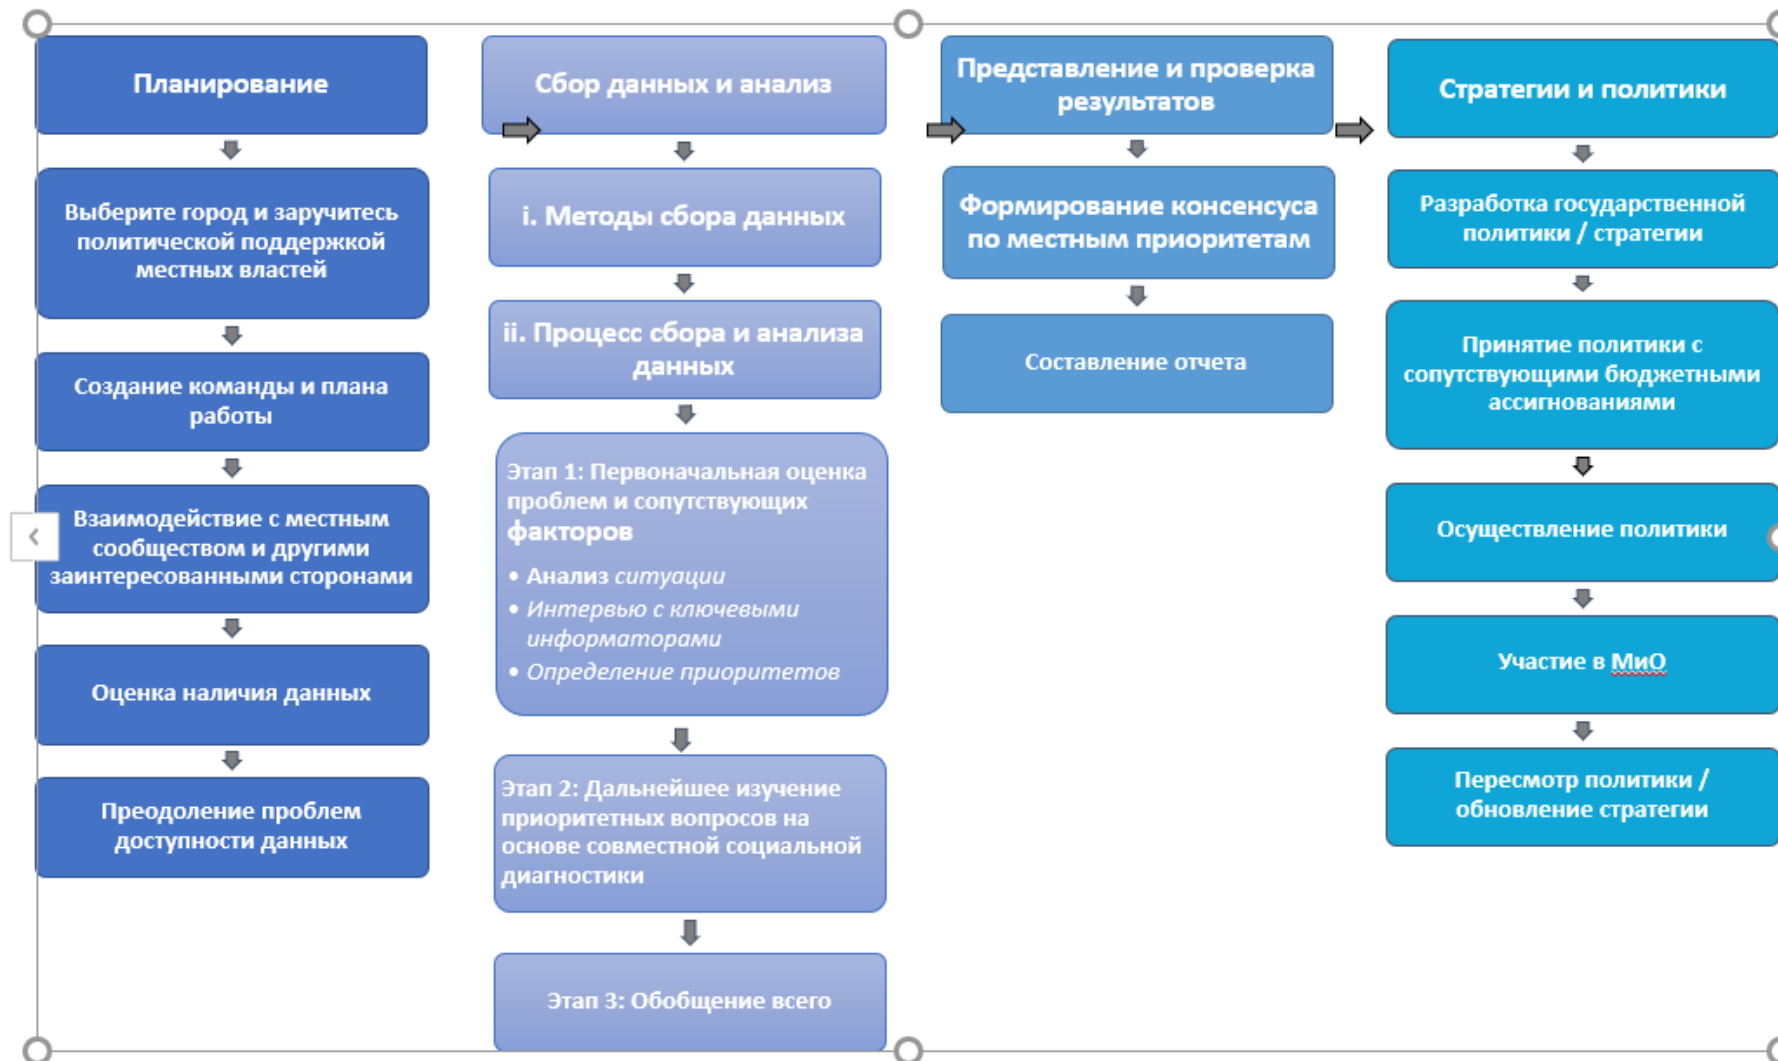 Планирование
Выберите город и заручитесь
политической поддержкой
местных властей
Создание команды и плана
работы
Взаимодействие с местным
сообществом и другими
заинтересованными сторонами
Оценка наличия данных
Преодоление проблем
доступности данных
Сбор данных и анализ
i. Методы сбора данных
ii. Процесс сбора и анализа
данных
Этап 1: Первоначальная оценка
проблем и сопутствующих
факторов
• Анализ ситуации
• Интервью с ключевыми
информаторами
• Определение приоритетов
Этап 2: Дальнейшее изучение
приоритетных вопросов на
основе совместной социальной
диагностики
Этап 3: Обобщение всего
Представление и проверка
результатов
Формирование консенсуса
по местным приоритетам
Составление отчета
Стратегии и политики
Разработка государственной
политики / стратегии
Принятие политики с
сопутствующими бюджетными
ассигнованиями
Осуществление политики
Участие в МиО
Пересмотр политики /
обновление стратегии